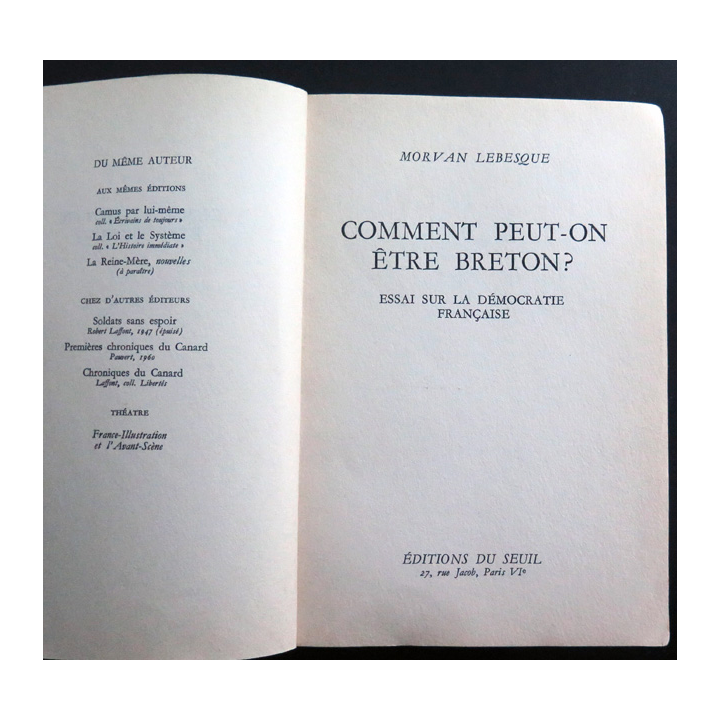 DU MÊME AUTEUR
AUX MÊMES ÉDITIONS
Camus par lui-même
coll. « Écrivains de toujours »
La Loi et le Système
coll. « L'Histoire immédiate »
La Reine-Mère, nouvelles
(à paraître)
CHEZ D'AUTRES ÉDITEURS
Soldats sans espoir
Robert Laffont, 1947 (épuisé)
Premières chroniques du Canard
Pauvert, 1960
Chroniques du Canard
Laffont, coll. Libertés
THÉATRE
France-Illustration
et l'Avant-Scène
MORVAN LEBESQUE
COMMENT PEUT-ON
ÊTRE BRETON?
ESSAI SUR LA DÉMOCRATIE
FRANÇAISE
ÉDITIONS DU SEUIL
27, rue Jacob, Paris VIe